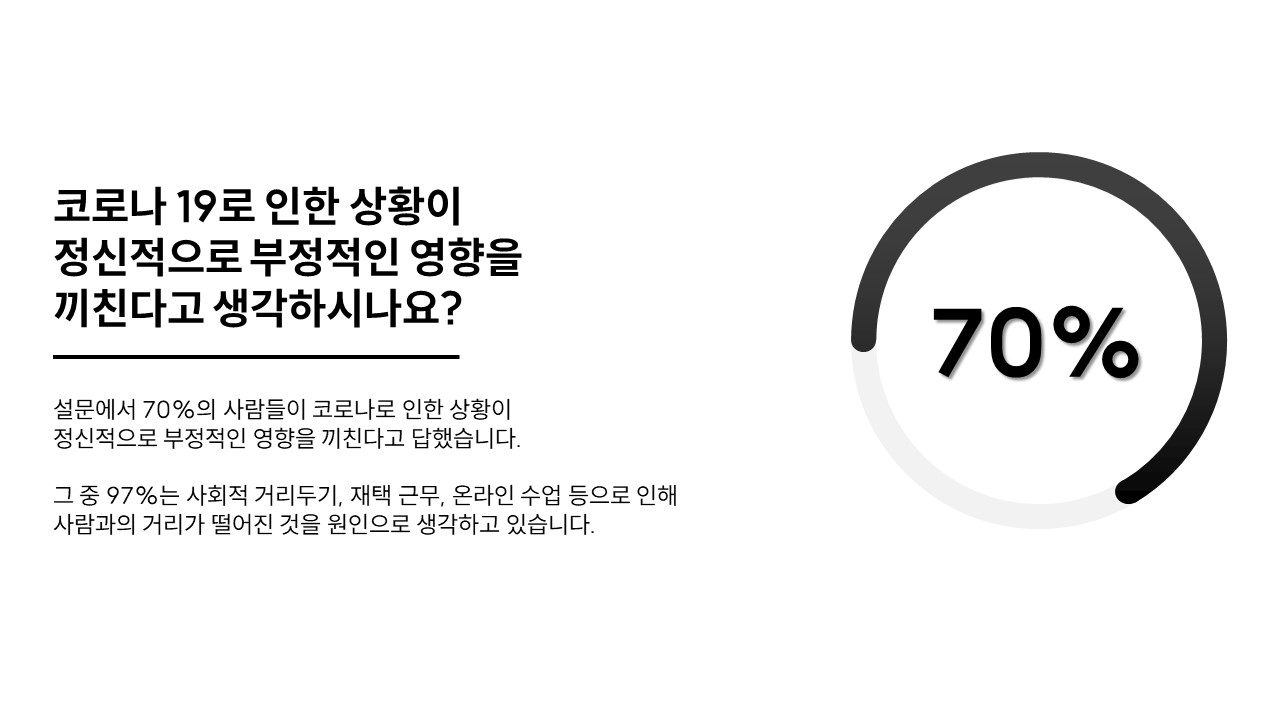 코로나 19로 인한 상황이
정신적으로 부정적인 영향을
끼친다고 생각하시나요?
설문에서 70%의 사람들이 코로나로 인한 상황이
정신적으로 부정적인 영향을 끼친다고 답했습니다.
그 중 97%는 사회적 거리두기, 재택 근무, 온라인 수업 등으로 인해
사람과의 거리가 떨어진 것을 원인으로 생각하고 있습니다.
70%